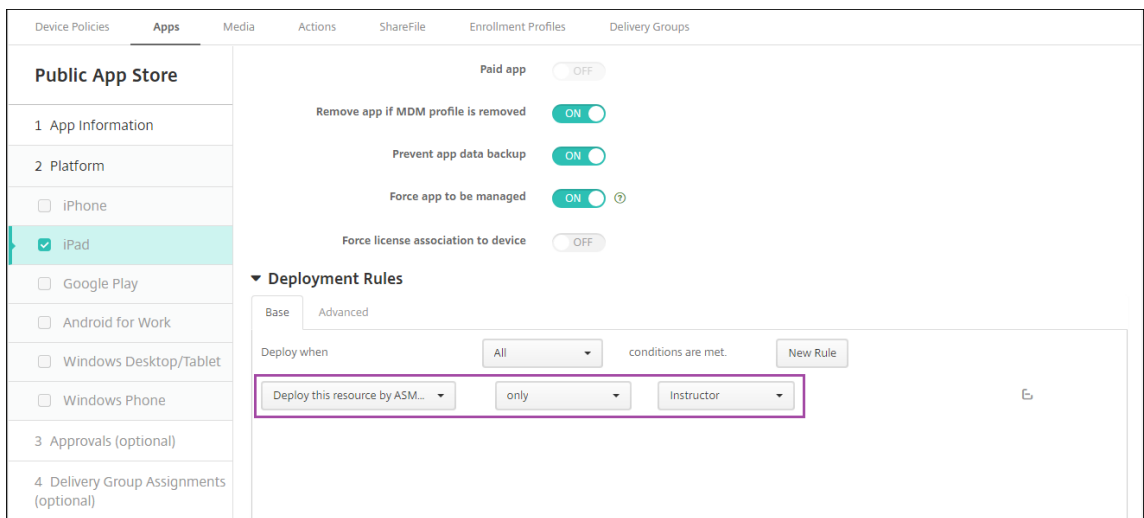 Device Policies Apps Media Actions ShareFile Enrollment Profiles Delivery Groups
Public App Store
1 App Information
2 Platform
iPhone
iPad
Google Play
Android for Work
Windows Desktop/Tablet
Windows Phone
3 Approvals (optional)
4 Delivery Group Assignments
(optional)
Paid app OFF
Remove app if MDM profile is removed ON
Prevent app data backup ON
Force app to be managed ON ?
Force license association to device OFF
Deployment Rules
Base Advanced
Deploy when All conditions are met. New Rule
Deploy this resource by ASM... only Instructor